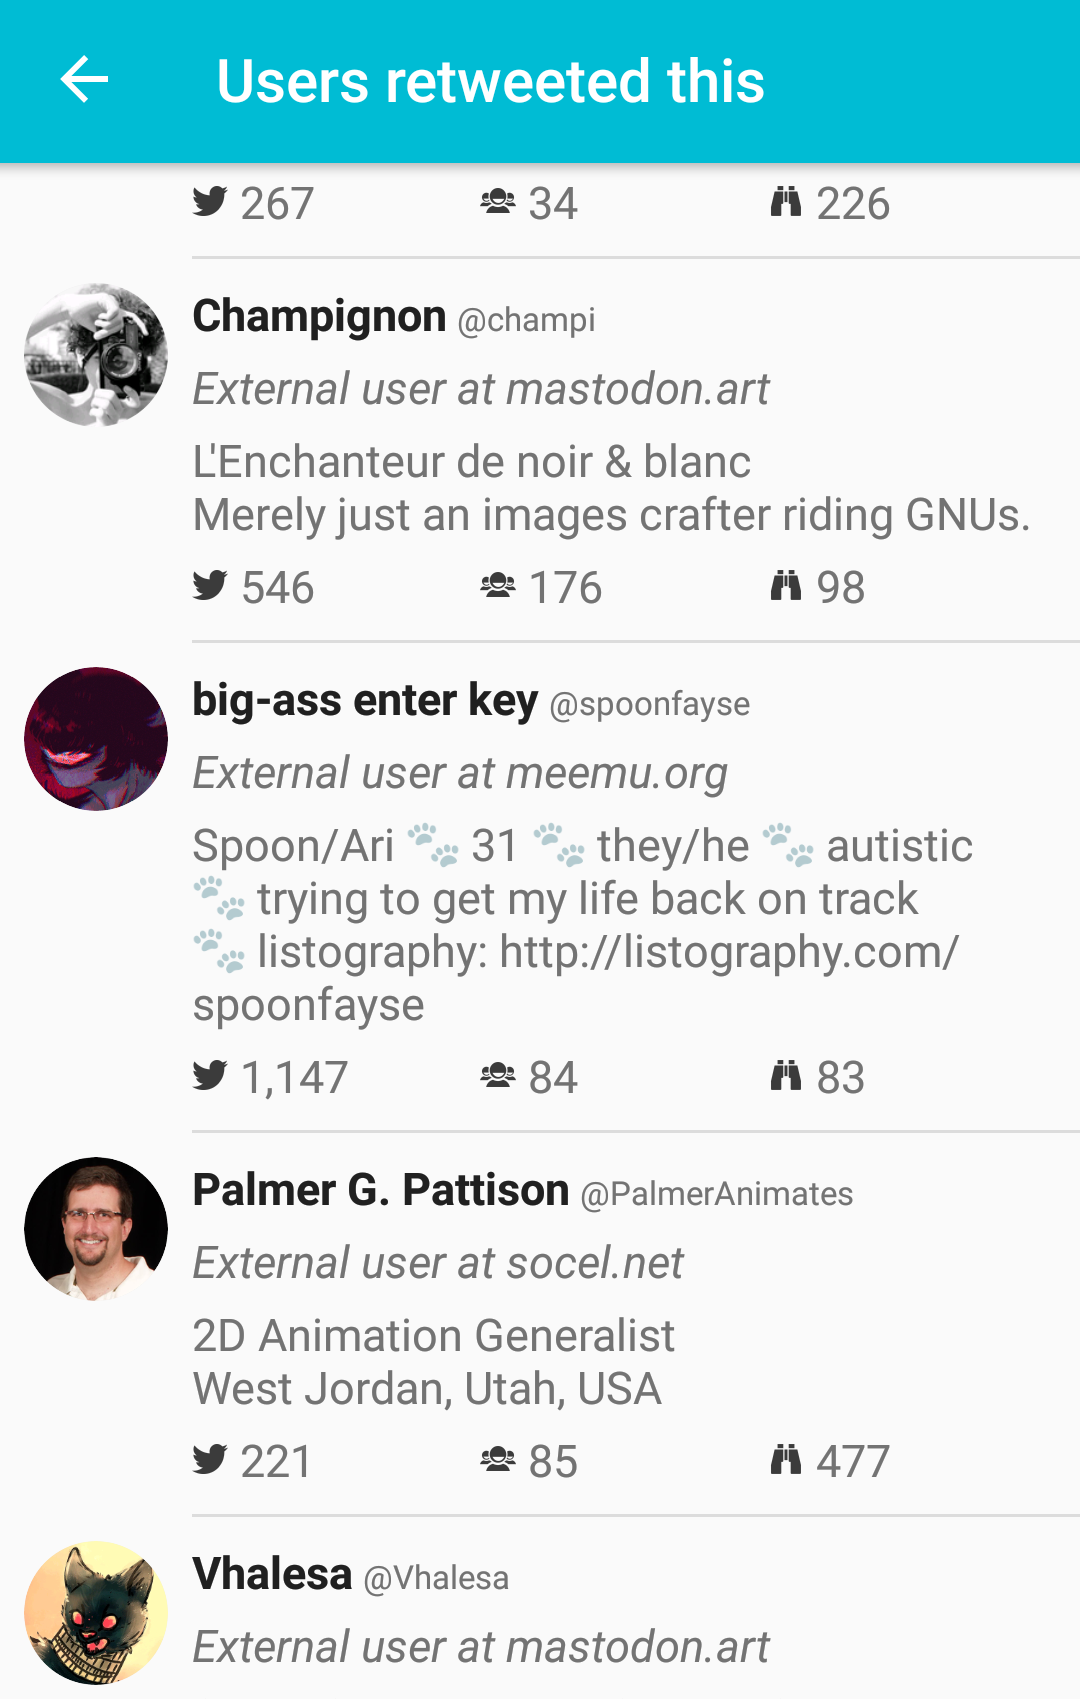 Users retweeted this
267 34 226
Champignon @champi
External user at mastodon.art
L'Enchanteur de noir & blanc
Merely just an images crafter riding GNUs.
546 176 98
big-ass enter key @spoonfayse
External user at meemu.org
Spoon/Ari 🐾 31 🐾 they/he 🐾 autistic
🐾 trying to get my life back on track
🐾 listography: http://listography.com/
spoonfayse
1,147 84 83
Palmer G. Pattison @PalmerAnimates
External user at socel.net
2D Animation Generalist
West Jordan, Utah, USA
221 85 477
Vhalesa @Vhalesa
External user at mastodon.art